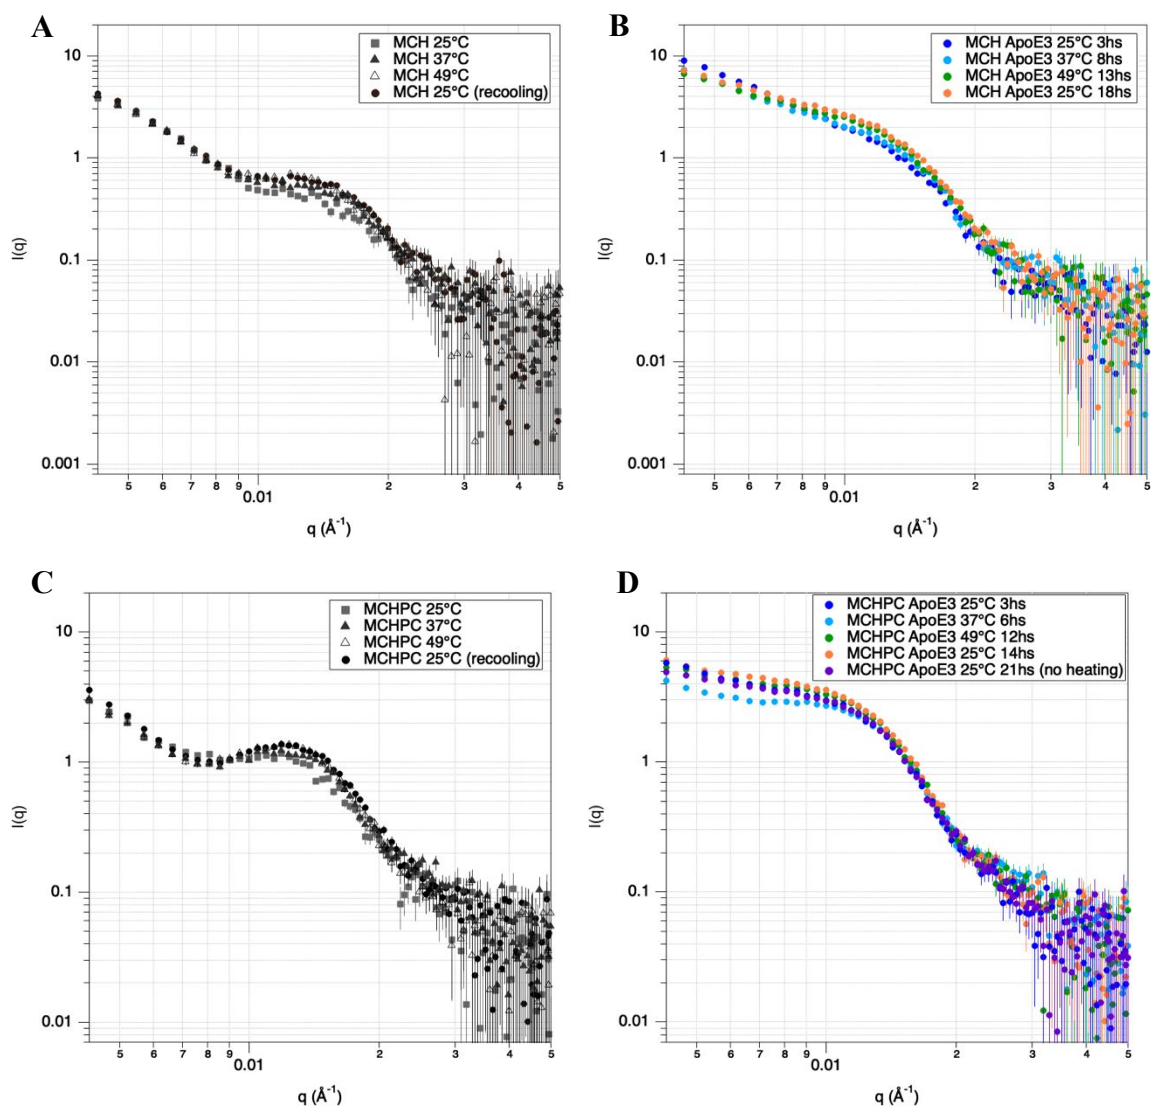 A
MCH 25°C
MCH 37°C
MCH 49°C
MCH 25°C (recooling)
10
1
0.1
0.01
0.001
I(q)
5 6 7 8 9 2 3 4 5
0.01
q (Å⁻¹)
B
MCH ApoE3 25°C 3hs
MCH ApoE3 37°C 8hs
MCH ApoE3 49°C 13hs
MCH ApoE3 25°C 18hs
10
1
0.1
0.01
0.001
I(q)
5 6 7 8 9 2 3 4 5
0.01
q (Å⁻¹)
C
MCHPC 25°C
MCHPC 37°C
MCHPC 49°C
MCHPC 25°C (recooling)
10
1
0.1
0.01
I(q)
5 6 7 8 9 2 3 4 5
0.01
q (Å⁻¹)
D
MCHPC ApoE3 25°C 3hs
MCHPC ApoE3 37°C 6hs
MCHPC ApoE3 49°C 12hs
MCHPC ApoE3 25°C 14hs
MCHPC ApoE3 25°C 21hs (no heating)
10
1
0.1
0.01
I(q)
5 6 7 8 9 2 3 4 5
0.01
q (Å⁻¹)